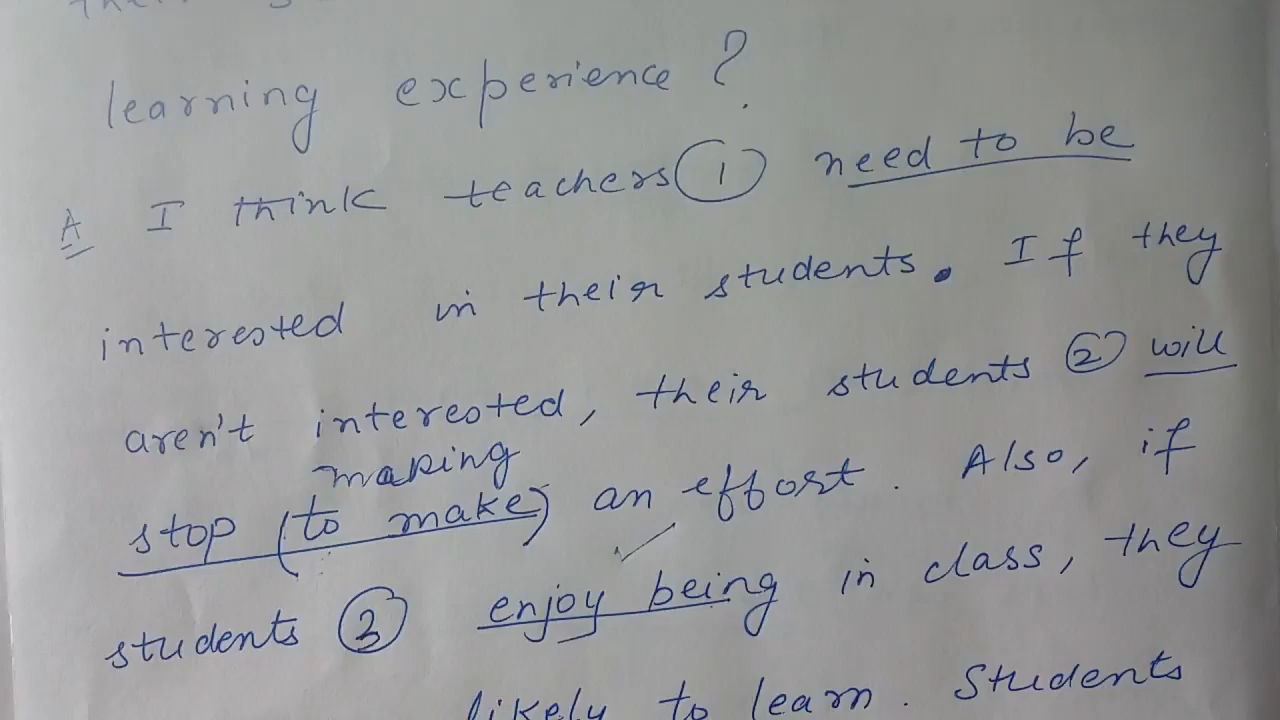 learning experience?
A I think teachers (1) need to be
interested in their students. If they
aren't interested, their students (2) will
making
stop (to make) an effort. Also, if
students (3) enjoy being in class, they
likely to learn. Students